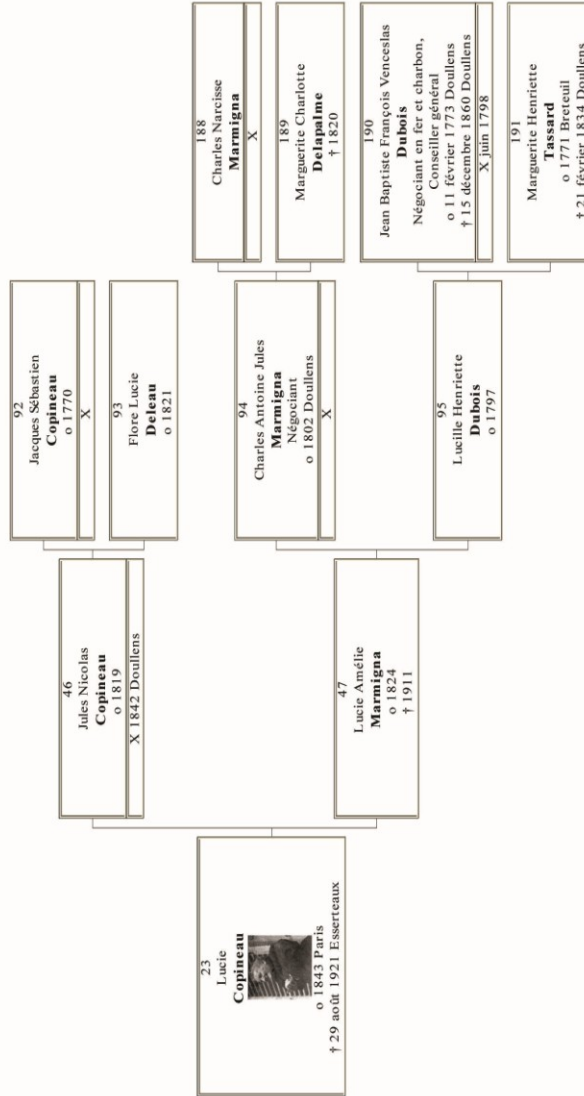 23
Lucie
Copineau
o 1843 Paris
† 29 août 1921 Esserteaux
46
Jules Nicolas
Copineau
o 1819
X 1842 Doullens
47
Lucie Amélie
Marmigna
o 1824
† 1911
92
Jacques Sébastien
Copineau
o 1770
X
93
Flore Lucie
Deleau
o 1821
94
Charles Antoine Jules
Marmigna
Négociant
o 1802 Doullens
X
95
Lucille Henriette
Dubois
o 1797
188
Charles Narcisse
Marmigna
X
189
Marguerite Charlotte
Delapalme
† 1820
190
Jean Baptiste François Venceslas
Dubois
Négociant en fer et charbon,
Conseiller général
o 11 février 1773 Doullens
† 15 décembre 1860 Doullens
X juin 1798
191
Marguerite Henriette
Tassard
o 1771 Breteuil
† 21 février 1834 Doullens